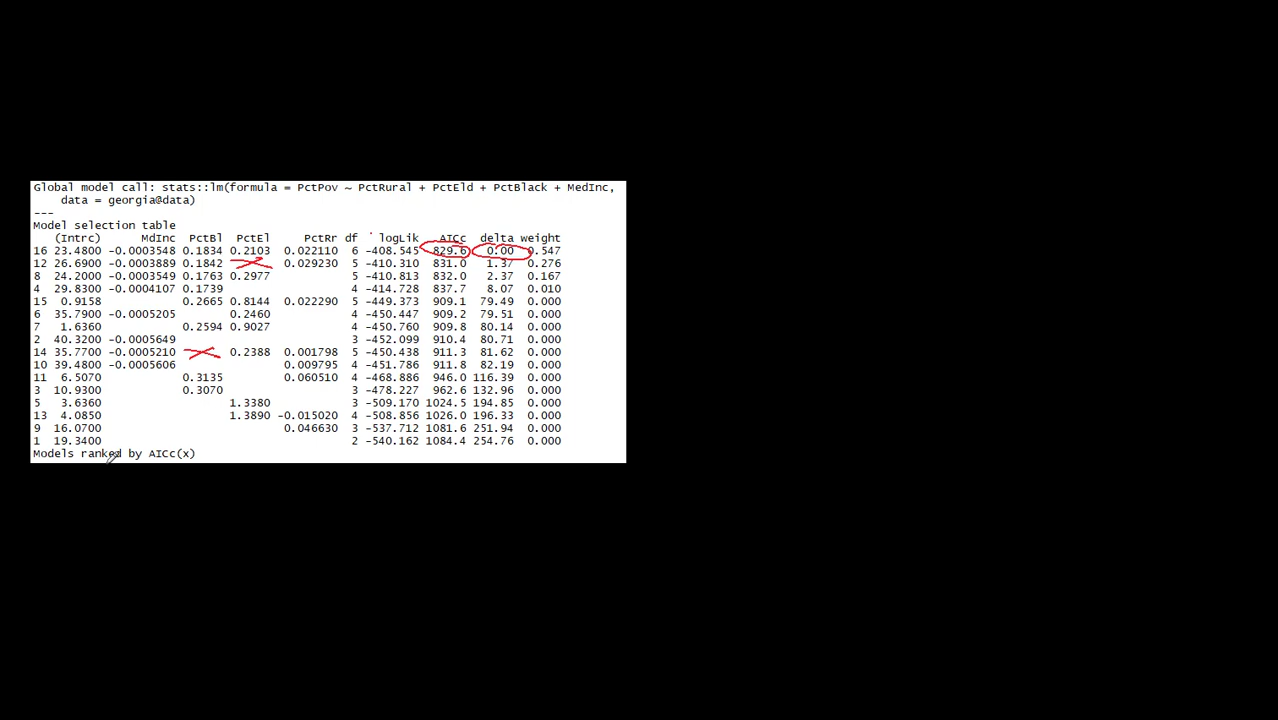 Global model call: stats::lm(formula = PctPov ~ PctRural + PctEld + PctBlack + MedInc,
data = georgia@data)
---
Model selection table
(Intrc) MdInc PctBl PctEl PctRr df logLik AICc delta weight
16 23.4800 -0.0003548 0.1834 0.2103 0.022110 6 -408.545 829.6 0.00 0.547
12 26.6900 -0.0003889 0.1842 0.029230 5 -410.310 831.0 1.37 0.276
8 24.2000 -0.0003549 0.1763 0.2977 5 -410.813 832.0 2.37 0.167
4 29.8300 -0.0004107 0.1739 4 -414.728 837.7 8.07 0.010
15 0.9158 0.2665 0.8144 0.022290 5 -449.373 909.1 79.49 0.000
6 35.7900 -0.0005205 0.2460 4 -450.447 909.2 79.51 0.000
7 1.6360 0.2594 0.9027 4 -450.760 909.8 80.14 0.000
2 40.3200 -0.0005649 3 -452.099 910.4 80.71 0.000
14 35.7700 -0.0005210 0.2388 0.001798 5 -450.438 911.3 81.62 0.000
10 39.4800 -0.0005606 0.009795 4 -451.786 911.8 82.19 0.000
11 6.5070 0.3135 0.060510 4 -468.886 946.0 116.39 0.000
3 10.9300 0.3070 3 -478.227 962.6 132.96 0.000
5 3.6360 1.3380 3 -509.170 1024.5 194.85 0.000
13 4.0850 1.3890 -0.015020 4 -508.856 1026.0 196.33 0.000
9 16.0700 0.046630 3 -537.712 1081.6 251.94 0.000
1 19.3400 2 -540.162 1084.4 254.76 0.000
Models ranked by AICc(x)